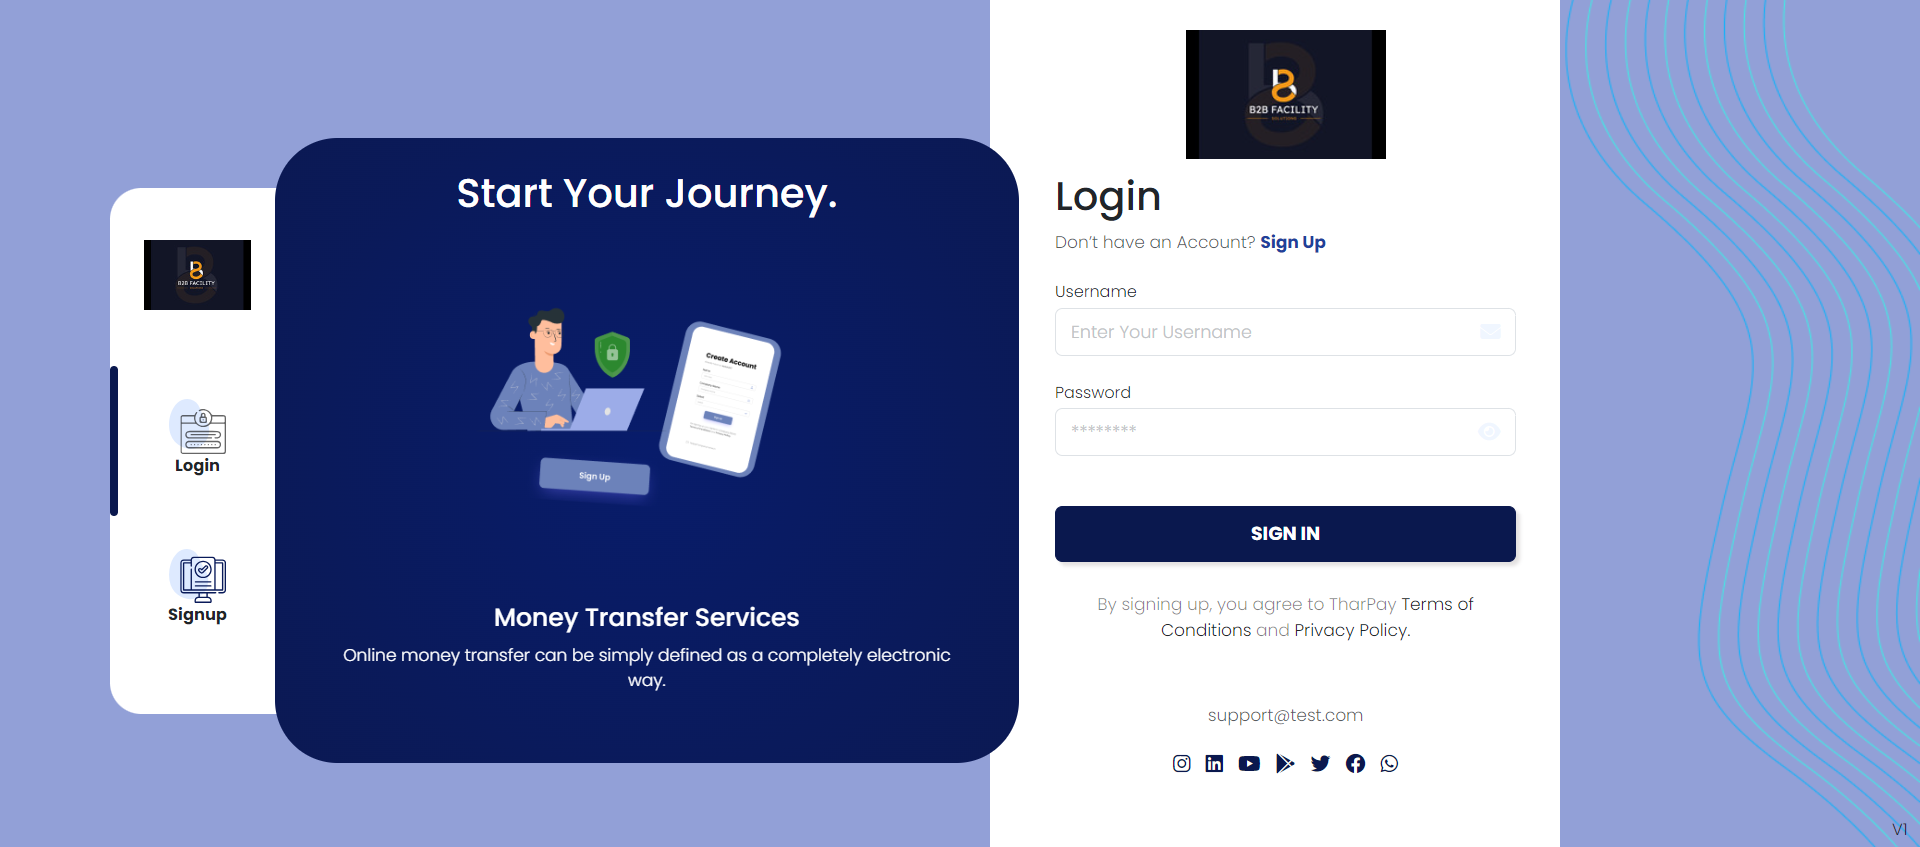 B2B FACILITY
Login
Signup
Start Your Journey.
Create Account
Sign Up
Money Transfer Services
Online money transfer can be simply defined as a completely electronic
way.
B2B FACILITY
SOLUTIONS
Login
Don't have an Account? Sign Up
Username
Enter Your Username
Password
********
SIGN IN
By signing up, you agree to TharPay Terms of
Conditions and Privacy Policy.
support@test.com
V1